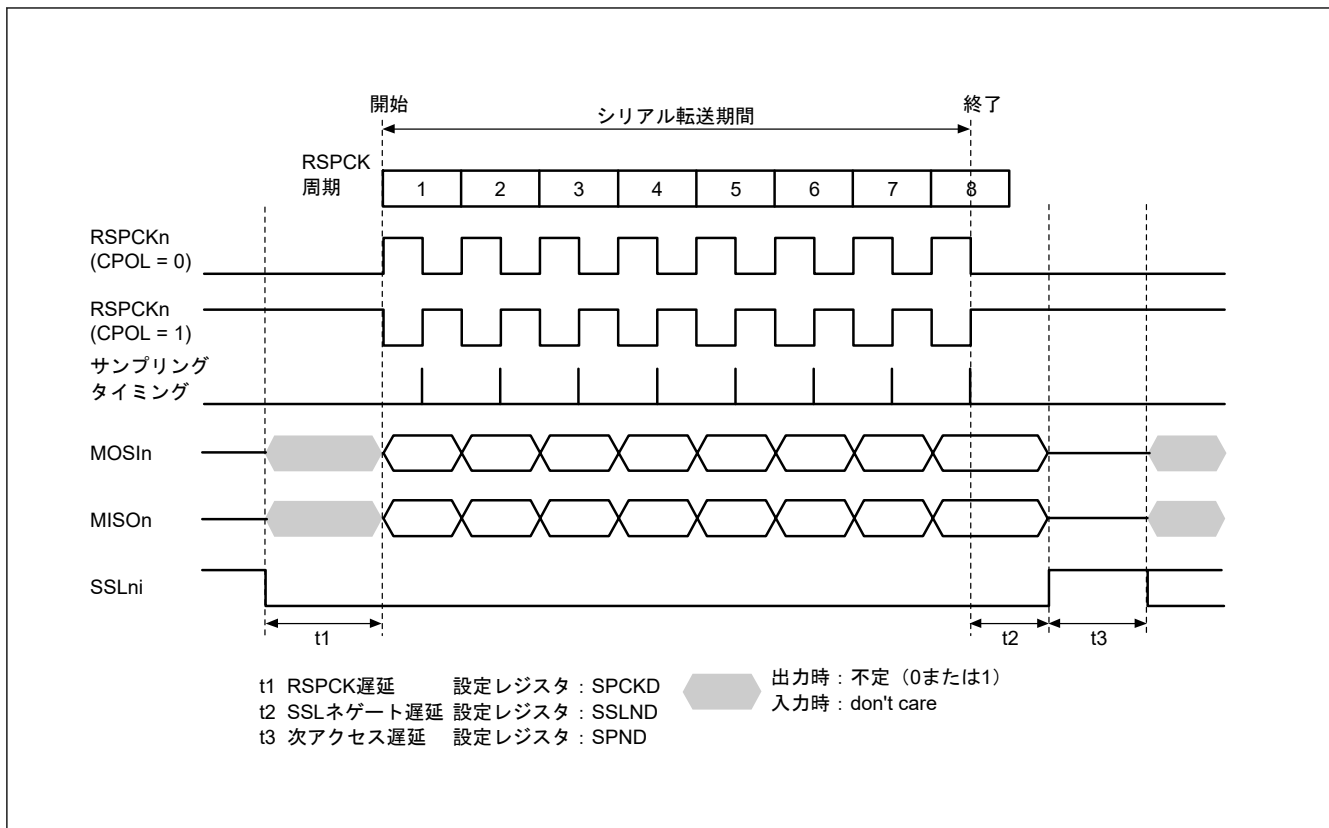 開始
終了
シリアル転送期間
RSPCK
周期
1 2 3 4 5 6 7 8
RSPCKn
(CPOL = 0)
RSPCKn
(CPOL = 1)
サンプリング
タイミング
MOSIn
MISOn
SSLni
t1
t2
t3
t1 RSPCK遅延 設定レジスタ:SPCKD
t2 SSLネゲート遅延 設定レジスタ:SSLND
t3 次アクセス遅延 設定レジスタ:SPND
出力時:不定(0または1)
入力時:don't care